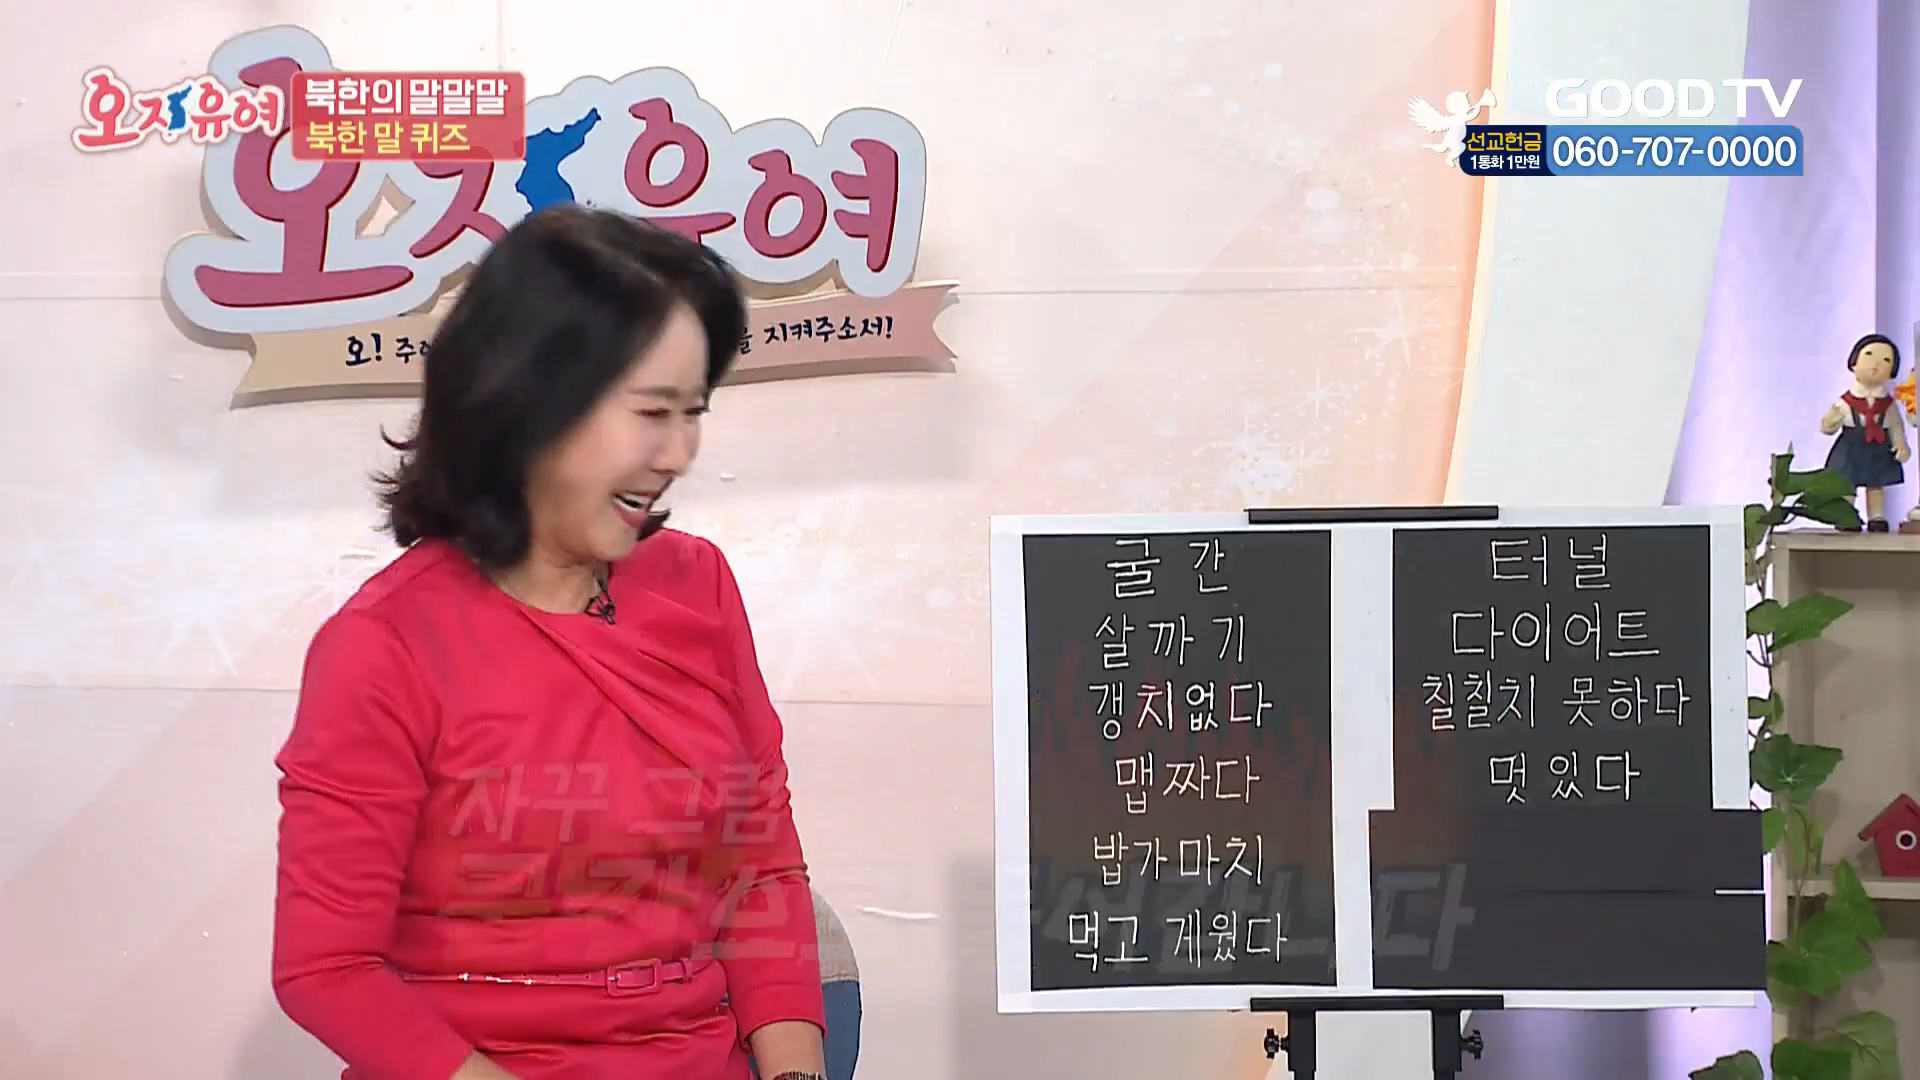 오지유여
북한의 말말말
북한 말 퀴즈
GOOD TV
선교헌금
1통화 1만원
060-707-0000
오지유여
오! 주 지켜주소서!
굴간
살까기
갱치없다
맵짜다
밥가마치
먹고 게웠다
터널
다이어트
칠칠치 못하다
멋있다
자꾸 그럼